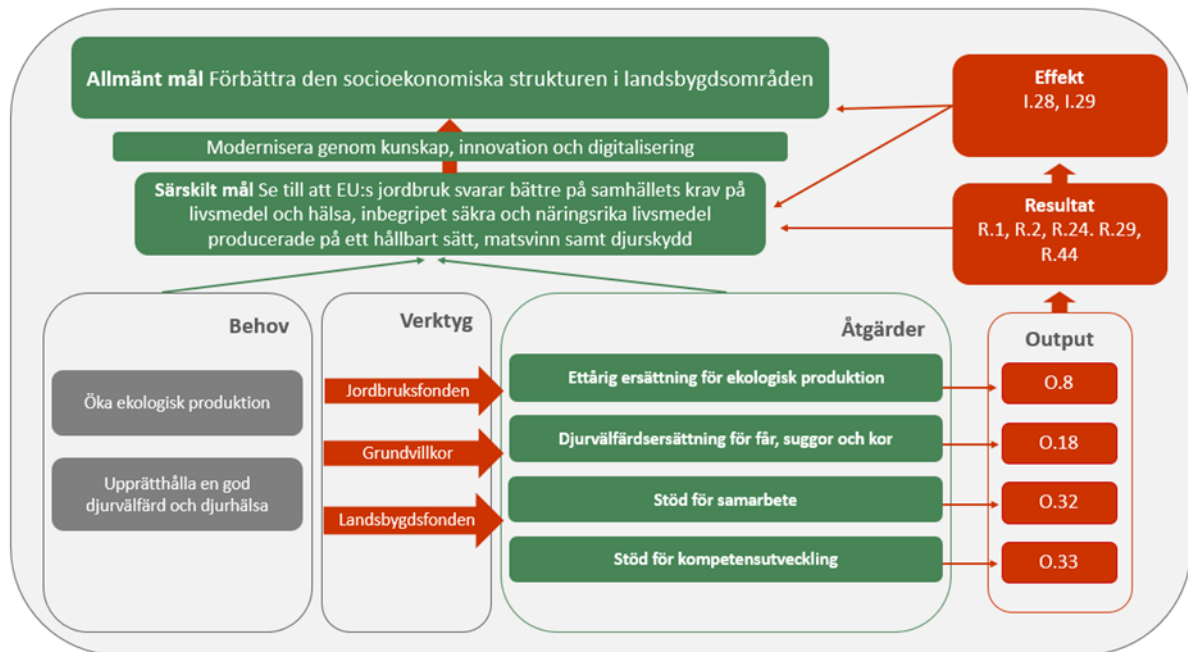 Allmänt mål Förbättra den socioekonomiska strukturen i landsbygdsområden
Effekt
I.28, I.29
Modernisera genom kunskap, innovation och digitalisering
Särskilt mål Se till att EU:s jordbruk svarar bättre på samhällets krav på
livsmedel och hälsa, inbegripet säkra och näringsrika livsmedel
producerade på ett hållbart sätt, matsvinn samt djurskydd
Resultat
R.1, R.2, R.24. R.29,
R.44
Behov
Öka ekologisk produktion
Upprätthålla en god
djurvälfärd och djurhälsa
Verktyg
Jordbruksfonden
Grundvillkor
Landsbygdsfonden
Åtgärder
Ettårig ersättning för ekologisk produktion
Djurvälfärdsersättning för får, suggor och kor
Stöd för samarbete
Stöd för kompetensutveckling
Output
O.8
O.18
O.32
O.33